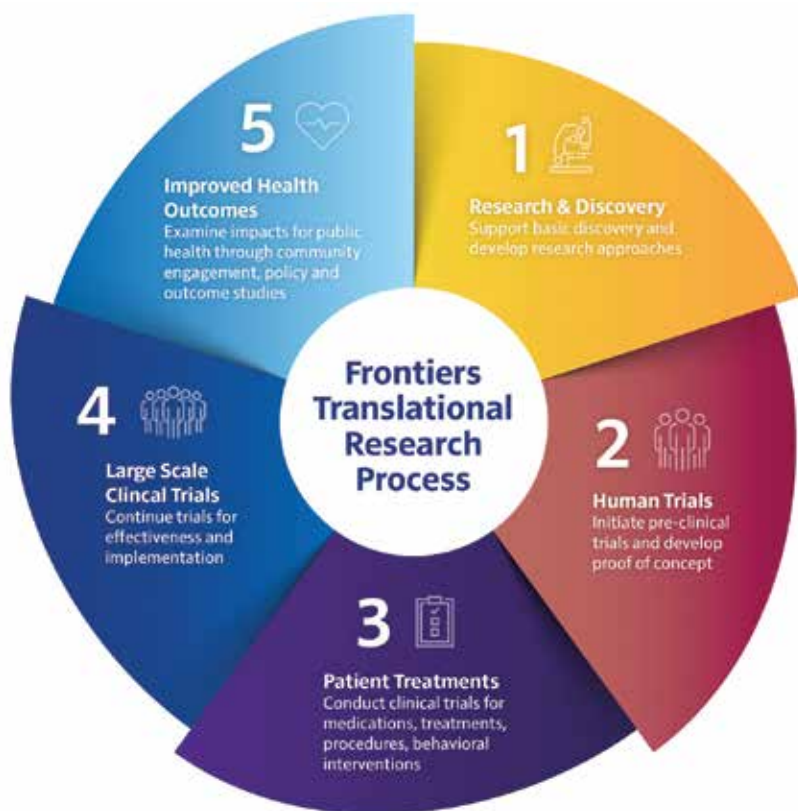 Frontiers
Translational
Research
Process
1
Research & Discovery
Support basic discovery and
develop research approaches
2
Human Trials
Initiate pre-clinical
trials and develop
proof of concept
3
Patient Treatments
Conduct clinical trials for
medications, treatments,
procedures, behavioral
interventions
4
Large Scale
Clincal Trials
Continue trials for
effectiveness and
implementation
5
Improved Health
Outcomes
Examine impacts for public
health through community
engagement, policy and
outcome studies